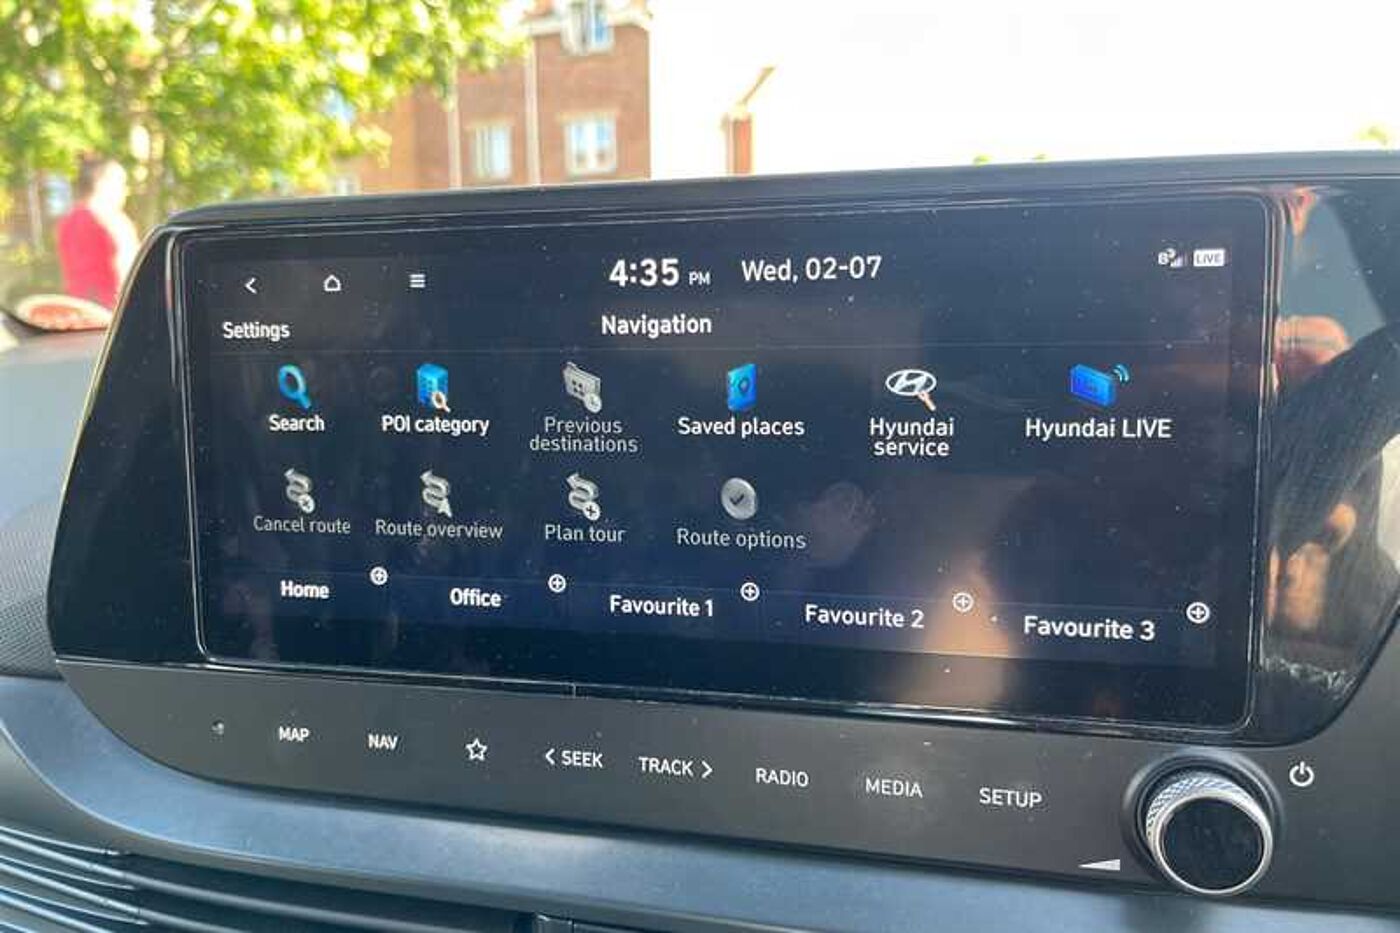 4:35 PM Wed, 02-07
LIVE
Settings
Navigation
Search
POI category
Previous
destinations
Saved places
Hyundai
service
Hyundai LIVE
Cancel route
Route overview
Plan tour
Route options
Home
Office
Favourite 1
Favourite 2
Favourite 3
MAP
NAV
< SEEK
TRACK >
RADIO
MEDIA
SETUP